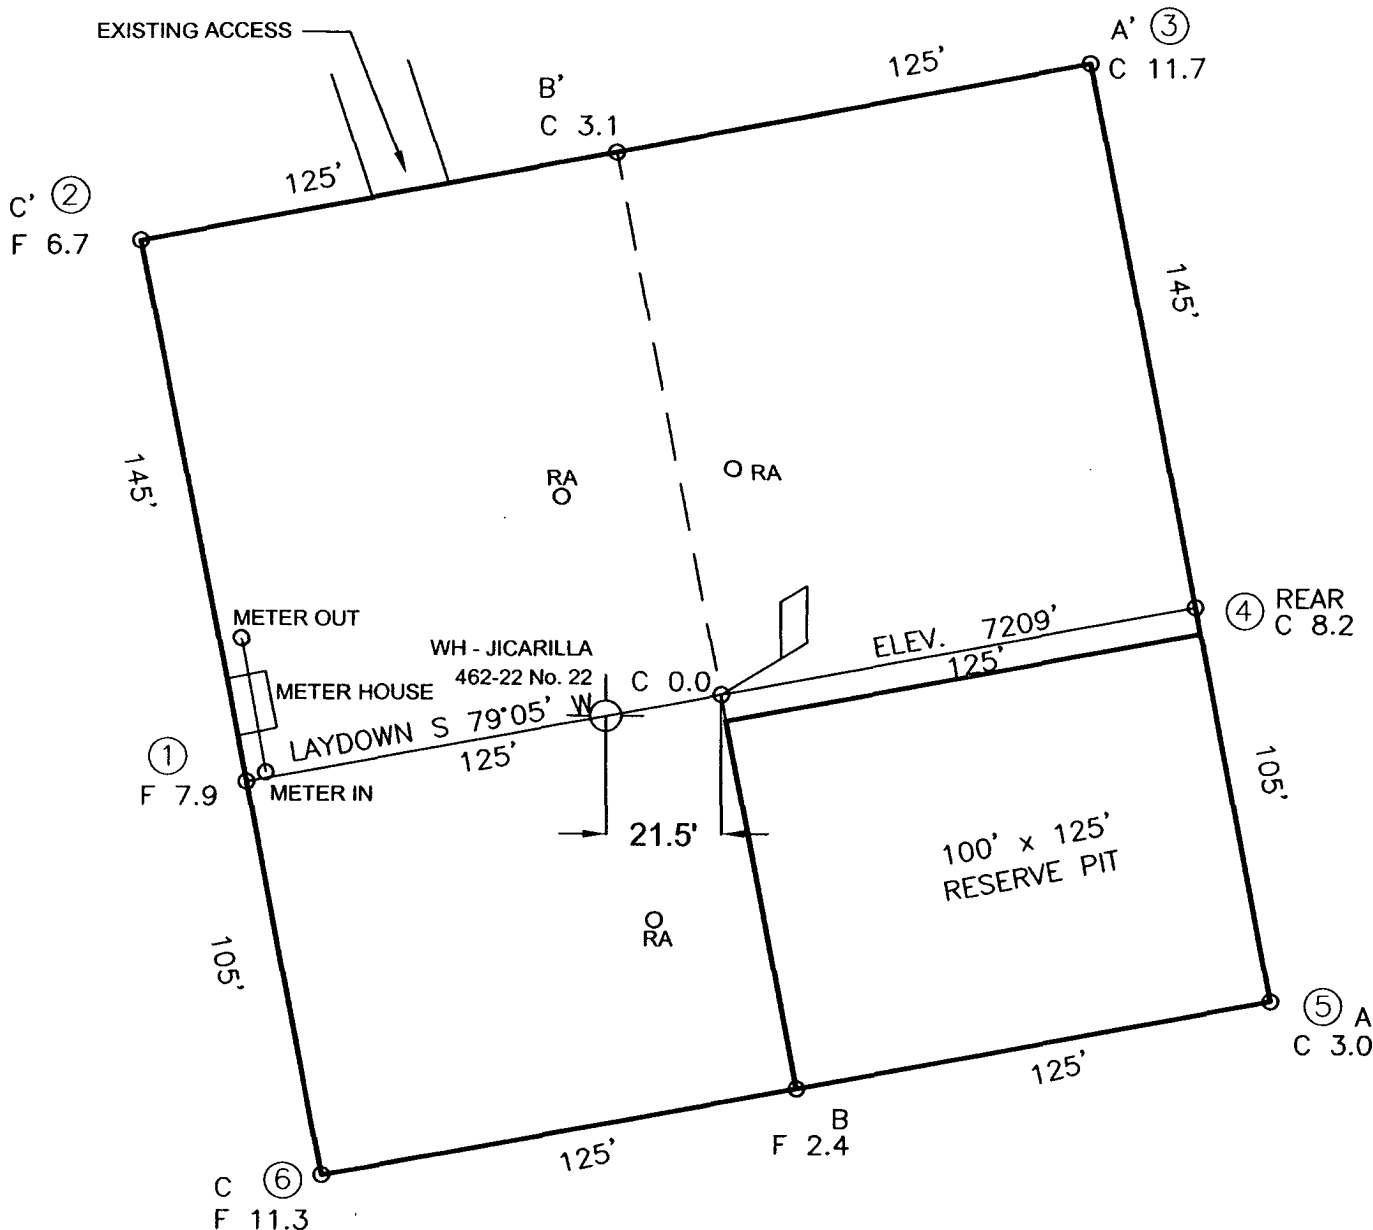 EXISTING ACCESS
A' ③
C 11.7
125'
B'
C 3.1
125'
C' ②
F 6.7
145'
145'
RA
RA
METER OUT
WH - JICARILLA
462-22 No. 22
④ REAR
C 8.2
ELEV. 7209'
125'
C 0.0
METER HOUSE
LAYDOWN S 79°05' W
125'
①
F 7.9
METER IN
21.5'
105'
100' x 125'
RESERVE PIT
RA
105'
⑤ A
C 3.0
125'
B
F 2.4
125'
C ⑥
F 11.3